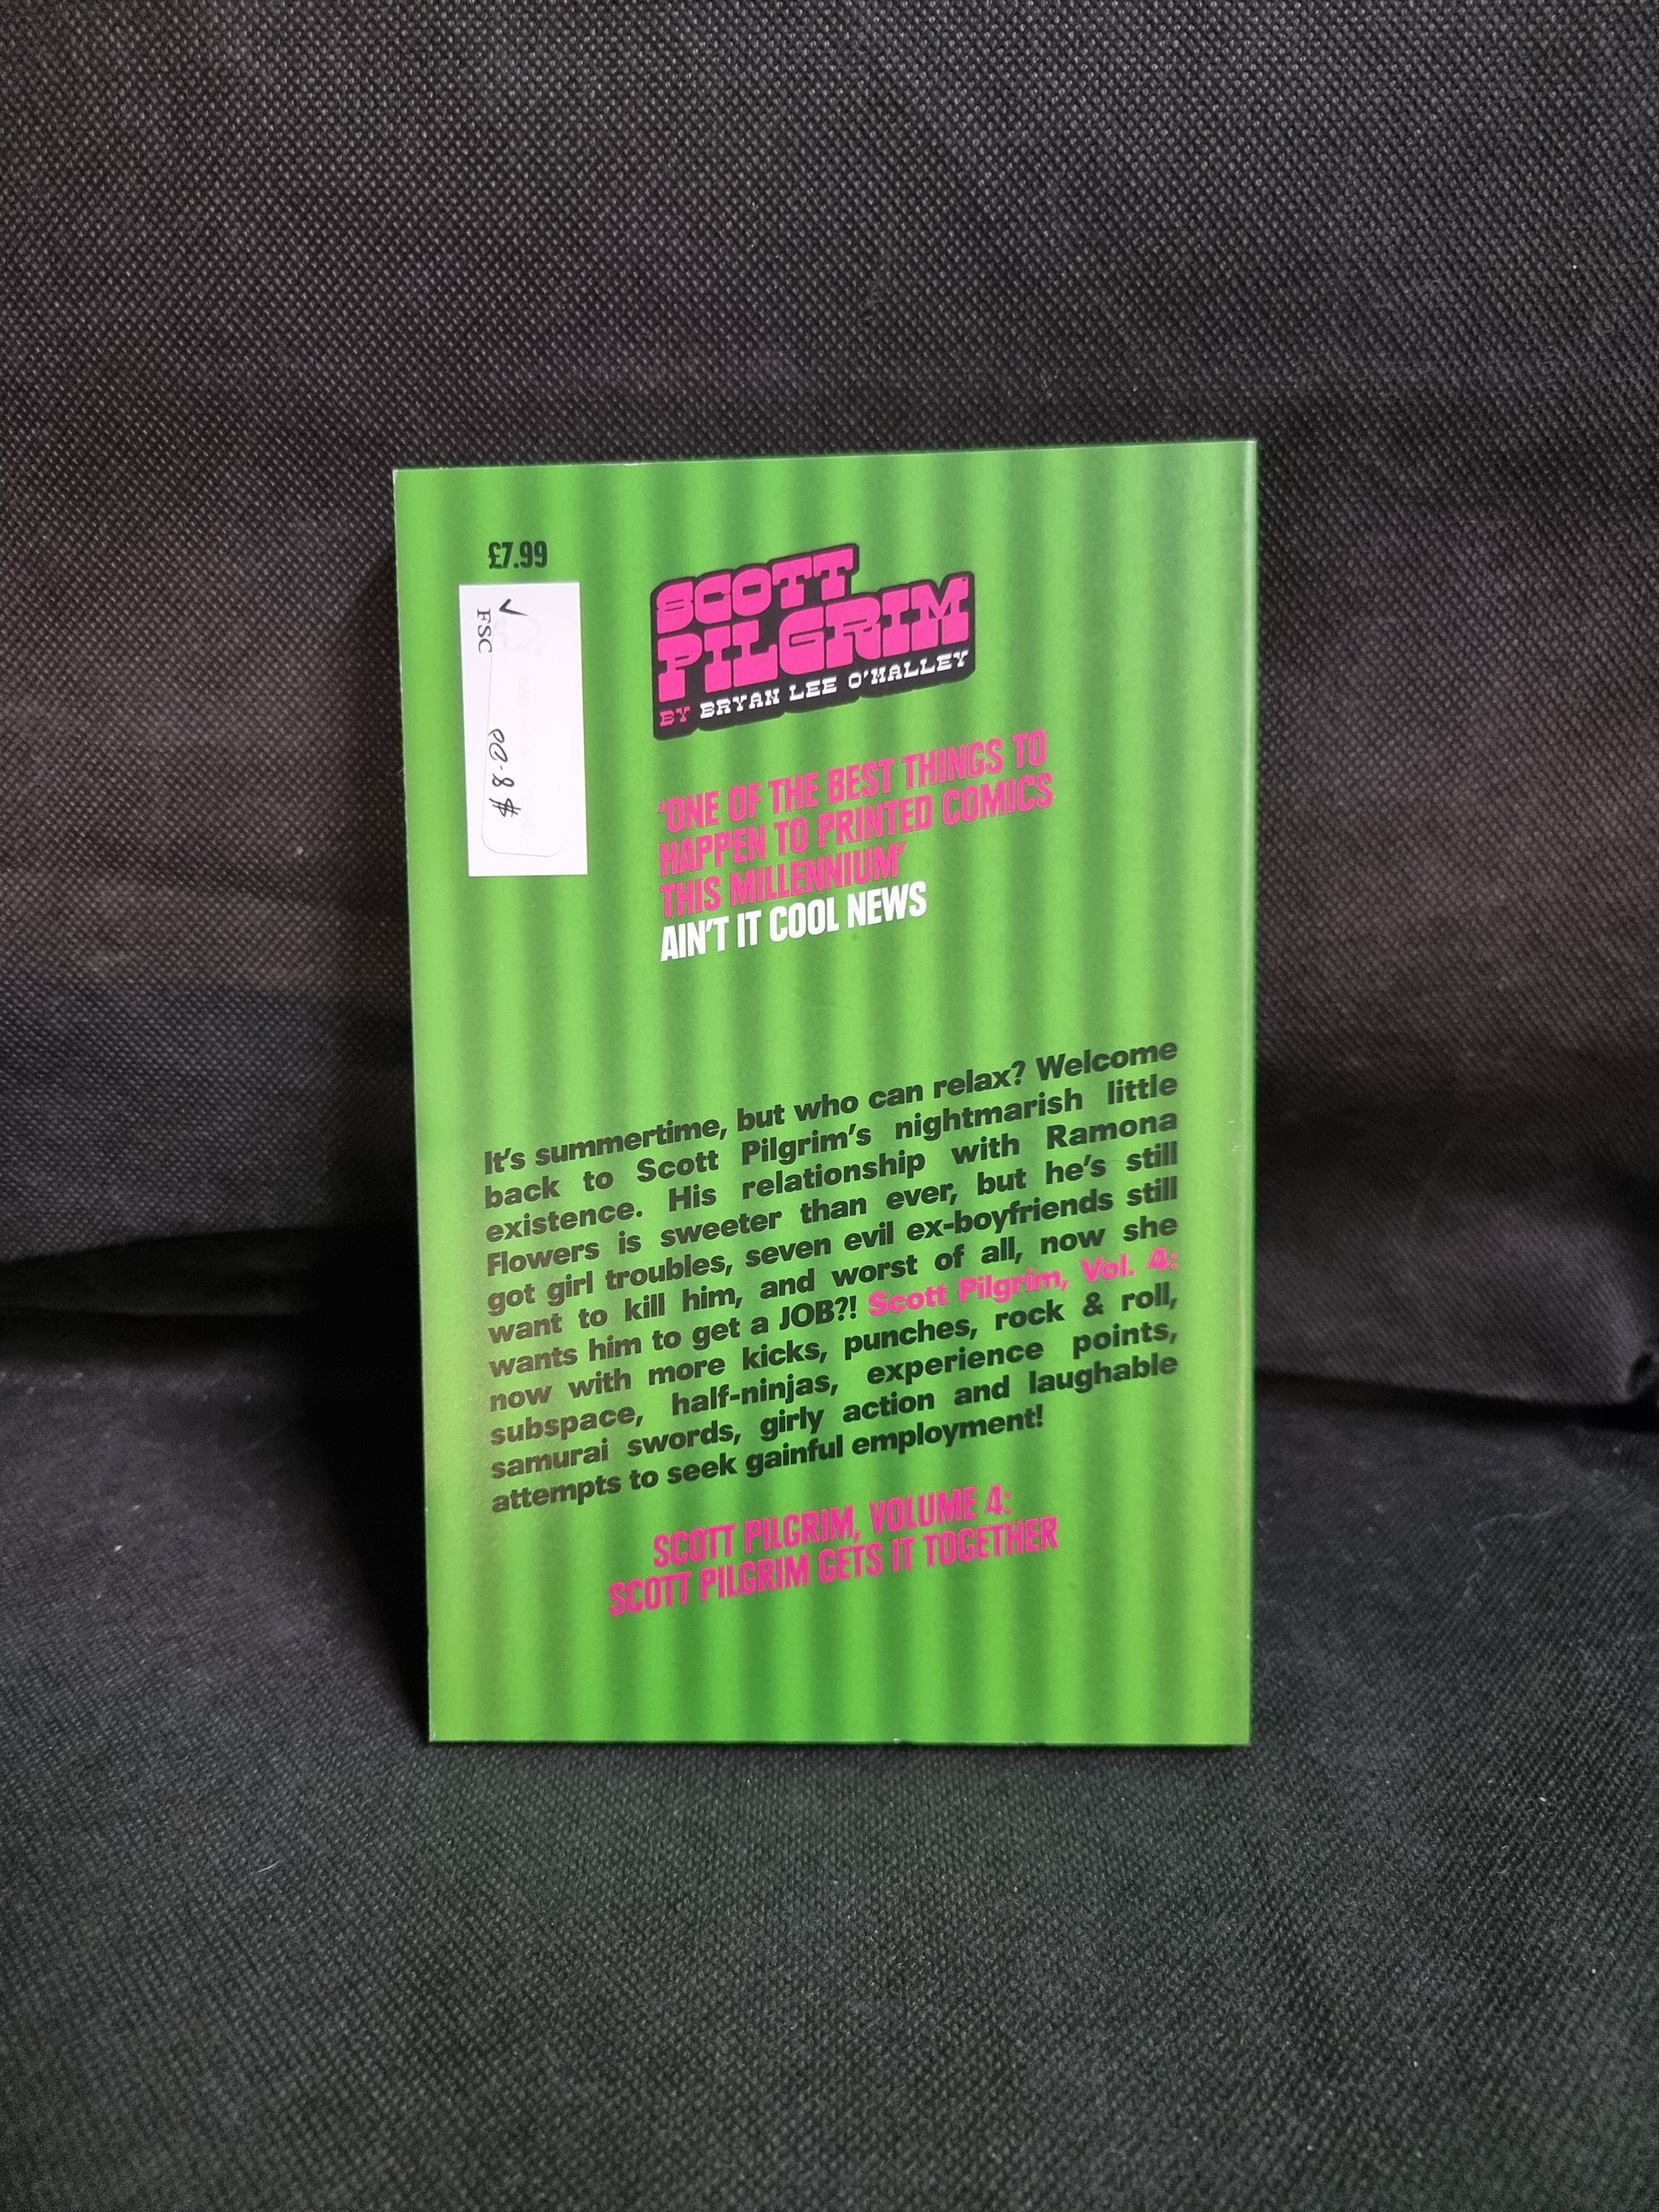 £7.99
FSC
$8.00
SCOTT
PILGRIM
BY BRYAN LEE O'MALLEY
'ONE OF THE BEST THINGS TO
HAPPEN TO PRINTED COMICS
THIS MILLENNIUM'
AIN'T IT COOL NEWS
It's summertime, but who can relax? Welcome
back to Scott Pilgrim's nightmarish little
existence. His relationship with Ramona
Flowers is sweeter than ever, but he's still
got girl troubles, seven evil ex-boyfriends still
want to kill him, and worst of all, now she
wants him to get a JOB?! Scott Pilgrim, Vol. 4:
now with more kicks, punches, rock & roll,
subspace, half-ninjas, experience points,
samurai swords, girly action and laughable
attempts to seek gainful employment!
SCOTT PILGRIM, VOLUME 4:
SCOTT PILGRIM GETS IT TOGETHER